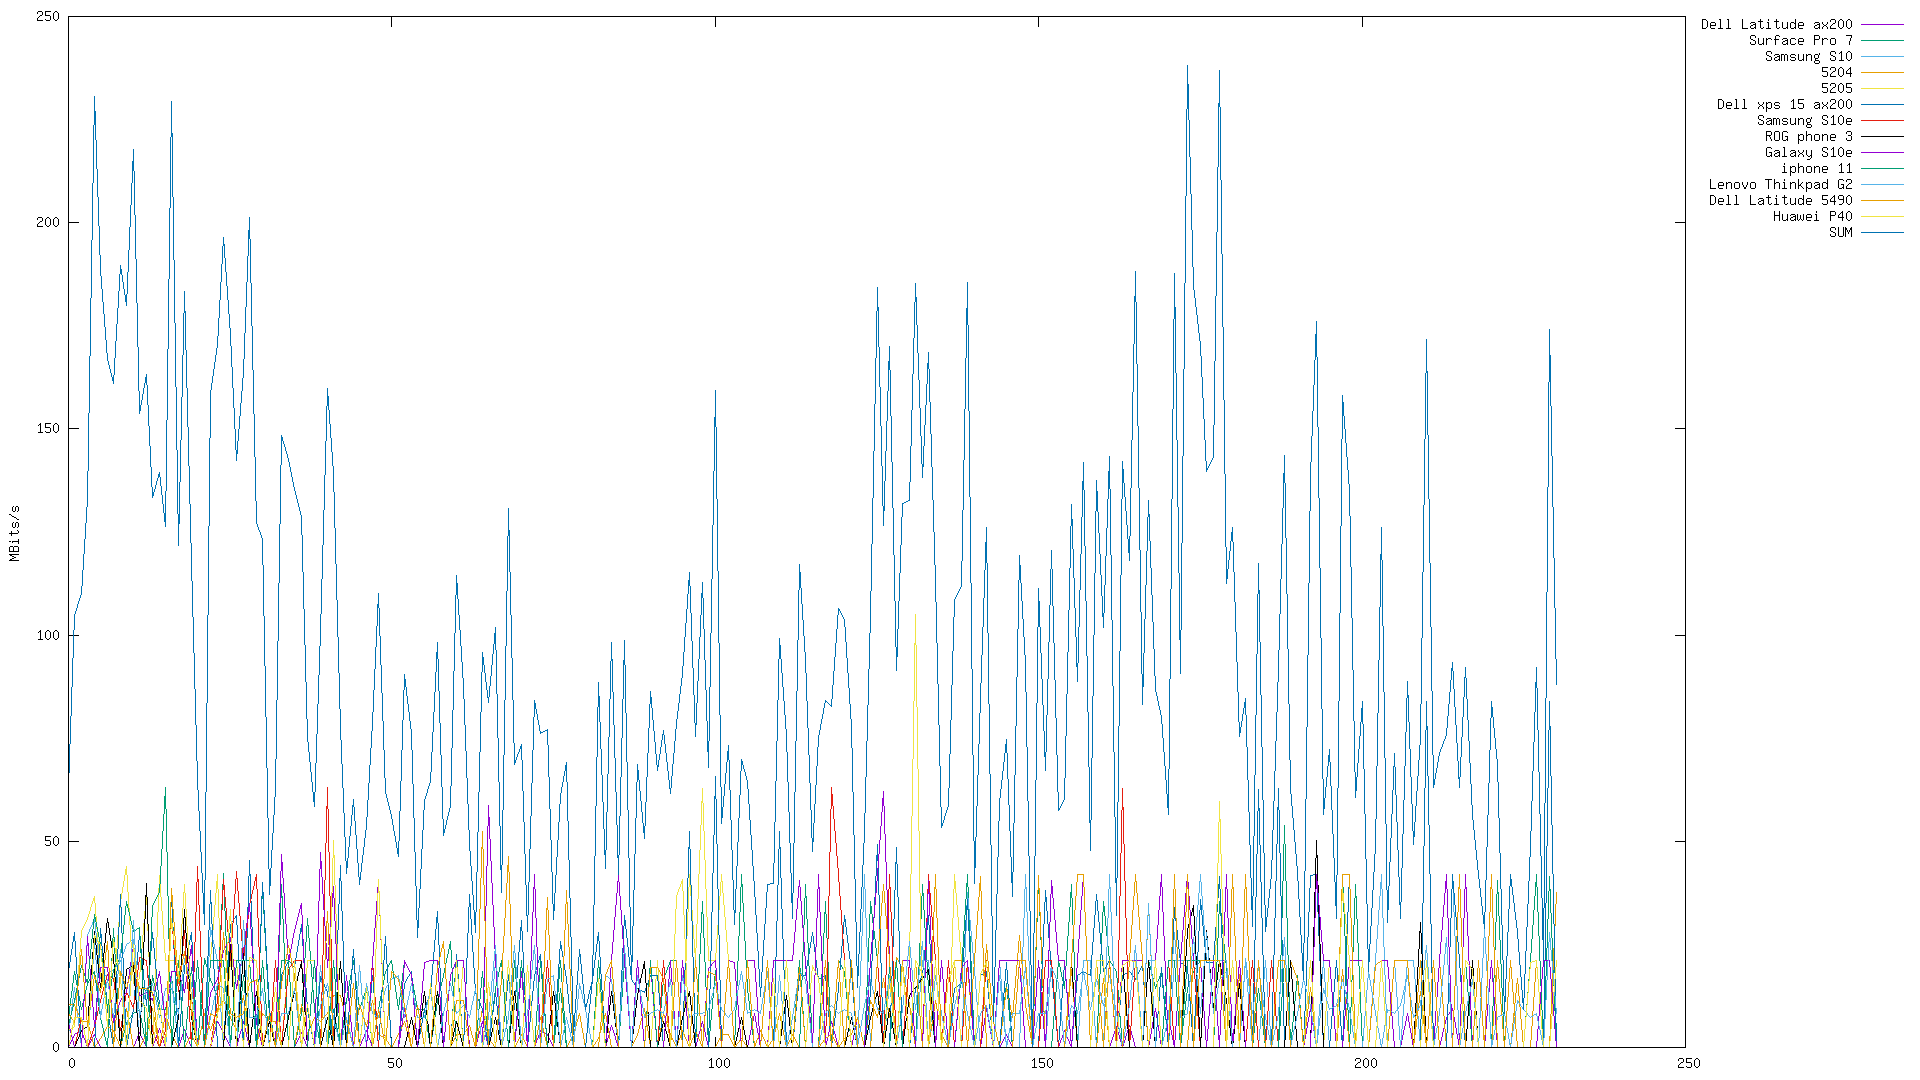 250
200
150
100
50
0
MBits/s
0
50
100
150
200
250
Dell Latitude ax200
Surface Pro 7
Samsung S10
5204
5205
Dell xps 15 ax200
Samsung S10e
ROG phone 3
Galaxy S10e
iphone 11
Lenovo Thinkpad G2
Dell Latitude 5490
Huawei P40
SUM